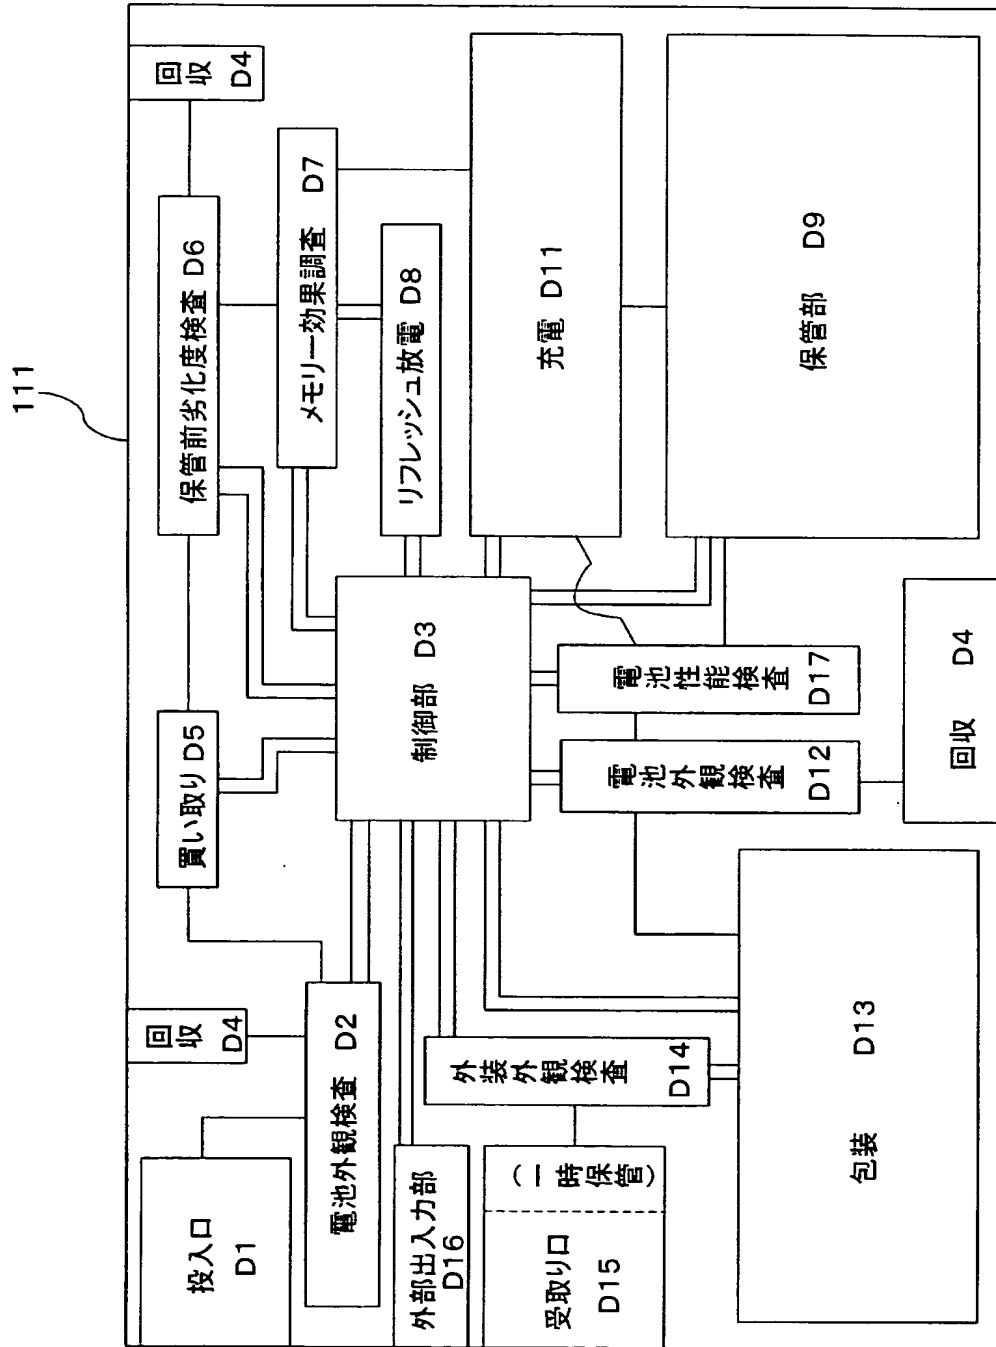 111
回収
D4
保管前劣化度検査 D6
買い取り D5
回収
D4
メモリー効果調査 D7
リフレッシュ放電 D8
充電 D11
保管部 D9
制御部 D3
電池性能検査
D17
電池外観検査
D12
回収 D4
電池外観検査 D2
投入口
D1
外部出入力部
D16
外装外観検査
D14
(一時保管)
受取り口
D15
包装 D13